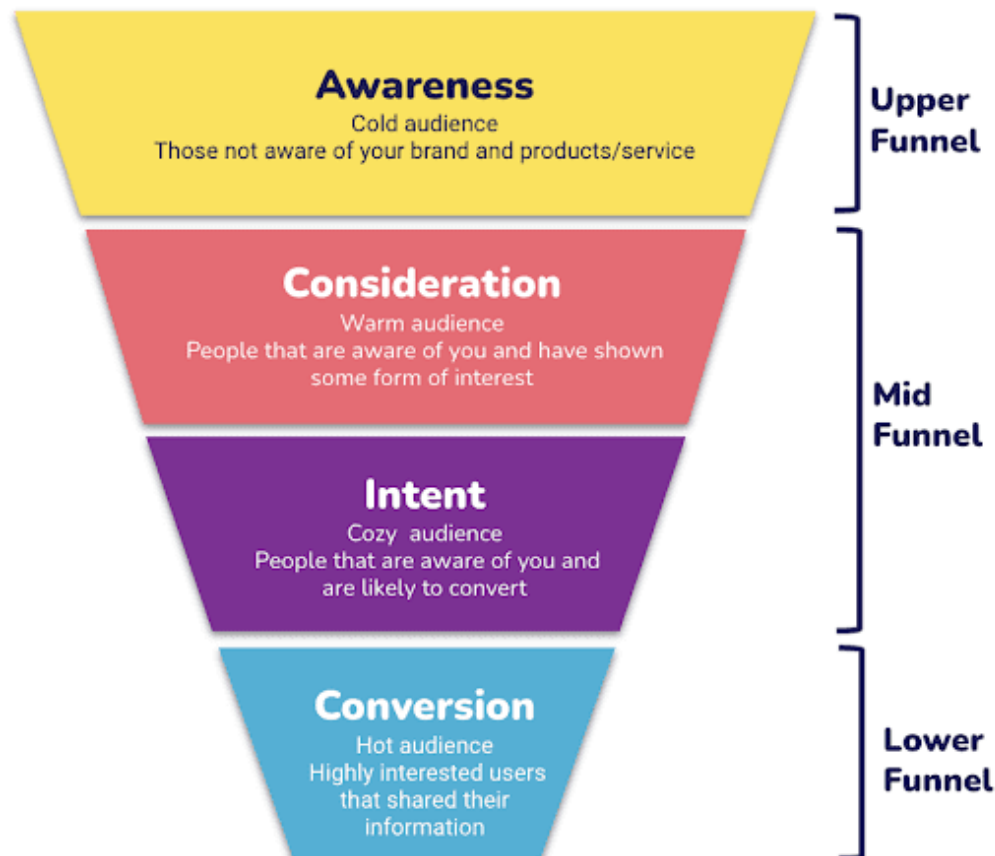 Awareness
Cold audience
Those not aware of your brand and products/service
Upper
Funnel
Consideration
Warm audience
People that are aware of you and have shown
some form of interest
Mid
Funnel
Intent
Cozy  audience
People that are aware of you and
are likely to convert
Conversion
Hot audience
Highly interested users
that shared their
information
Lower
Funnel